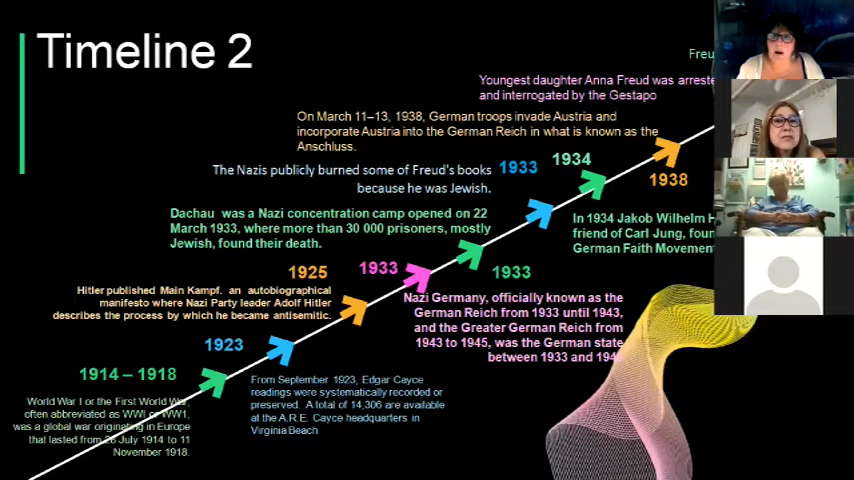 Timeline 2
Freu
Youngest daughter Anna Freud was arreste
and interrogated by the Gestapo
On March 11–13, 1938, German troops invade Austria and
incorporate Austria into the German Reich in what is known as the
Anschluss.
1938
The Nazis publicly burned some of Freud's books
because he was Jewish.
1933
1934
In 1934 Jakob Wilhelm H
friend of Carl Jung, foun
German Faith Movement
Dachau was a Nazi concentration camp opened on 22
March 1933, where more than 30 000 prisoners, mostly
Jewish, found their death.
1933
1925
Hitler published Main Kampf. an autobiographical
manifesto where Nazi Party leader Adolf Hitler
describes the process by which he became antisemitic.
1933
Nazi Germany, officially known as the
German Reich from 1933 until 1943,
and the Greater German Reich from
1943 to 1945, was the German state
between 1933 and 194
1923
From September 1923, Edgar Cayce
readings were systematically recorded or
preserved. A total of 14,306 are available
at the A.R.E. Cayce headquarters in
Virginia Beach
1914 – 1918
World War I or the First World War,
often abbreviated as WWI or WW1,
was a global war originating in Europe
that lasted from 28 July 1914 to 11
November 1918.